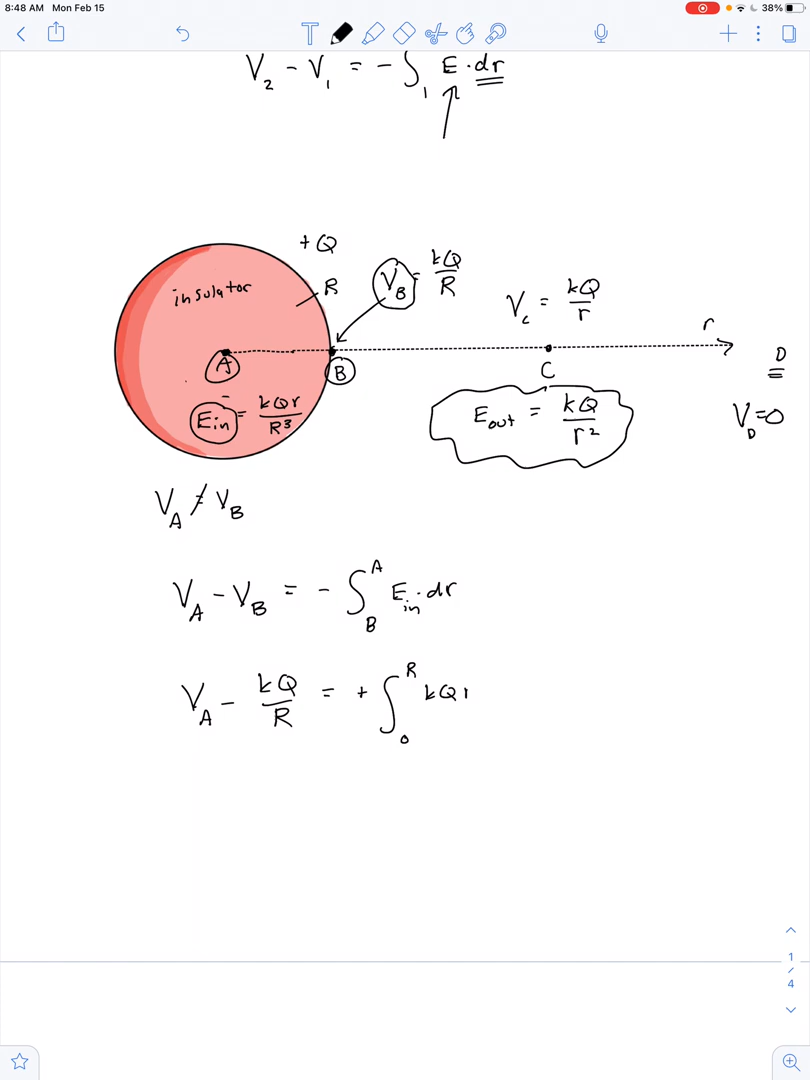 8:48 AM Mon Feb 15
38%
T
V₂ - V₁ = - ∫₁ E · dr
+Q
insulator
R
V_B = kQ/R
V_c = kQ/r
r
A
B
C
D
E_in = kQr/R³
E_out = kQ/r²
V_D = 0
V_A ≠ V_B
V_A - V_B = - ∫_B^A E_in · dr
V_A - kQ/R = + ∫_0^R kQr
1
/
4